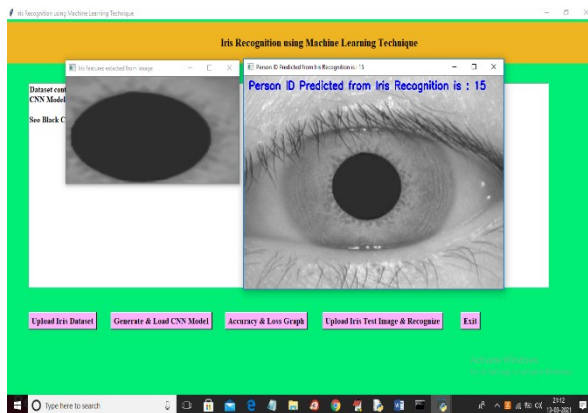 Iris Recognition using Machine Learning Technique
Iris Recognition using Machine Learning Technique
Iris features extacted from image
Person ID Predicted from Iris Recognition is : 15
Person ID Predicted from Iris Recognition is : 15
Dataset cont
CNN Model
See Black C
Upload Iris Dataset
Generate & Load CNN Model
Accuracy & Loss Graph
Upload Iris Test Image & Recognize
Exit
Type here to search
21:12
13-03-2021